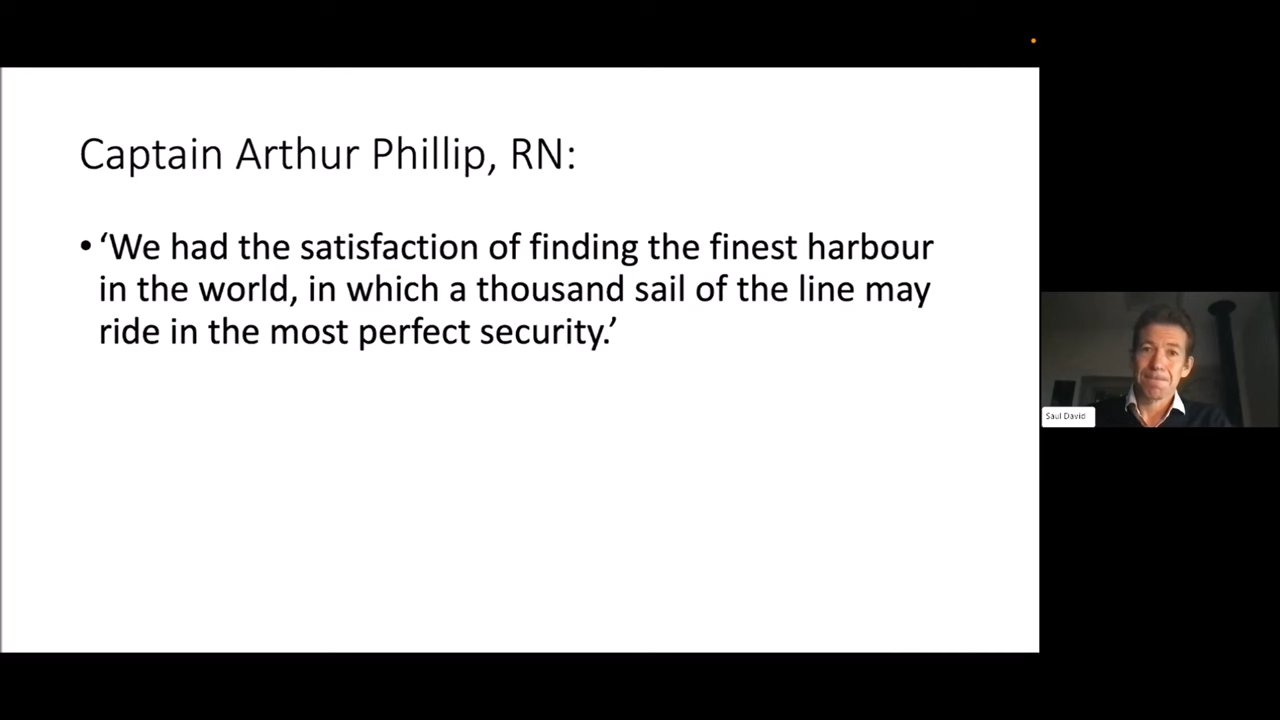 Captain Arthur Phillip, RN:
• ‘We had the satisfaction of finding the finest harbour
in the world, in which a thousand sail of the line may
ride in the most perfect security.’
Saul David